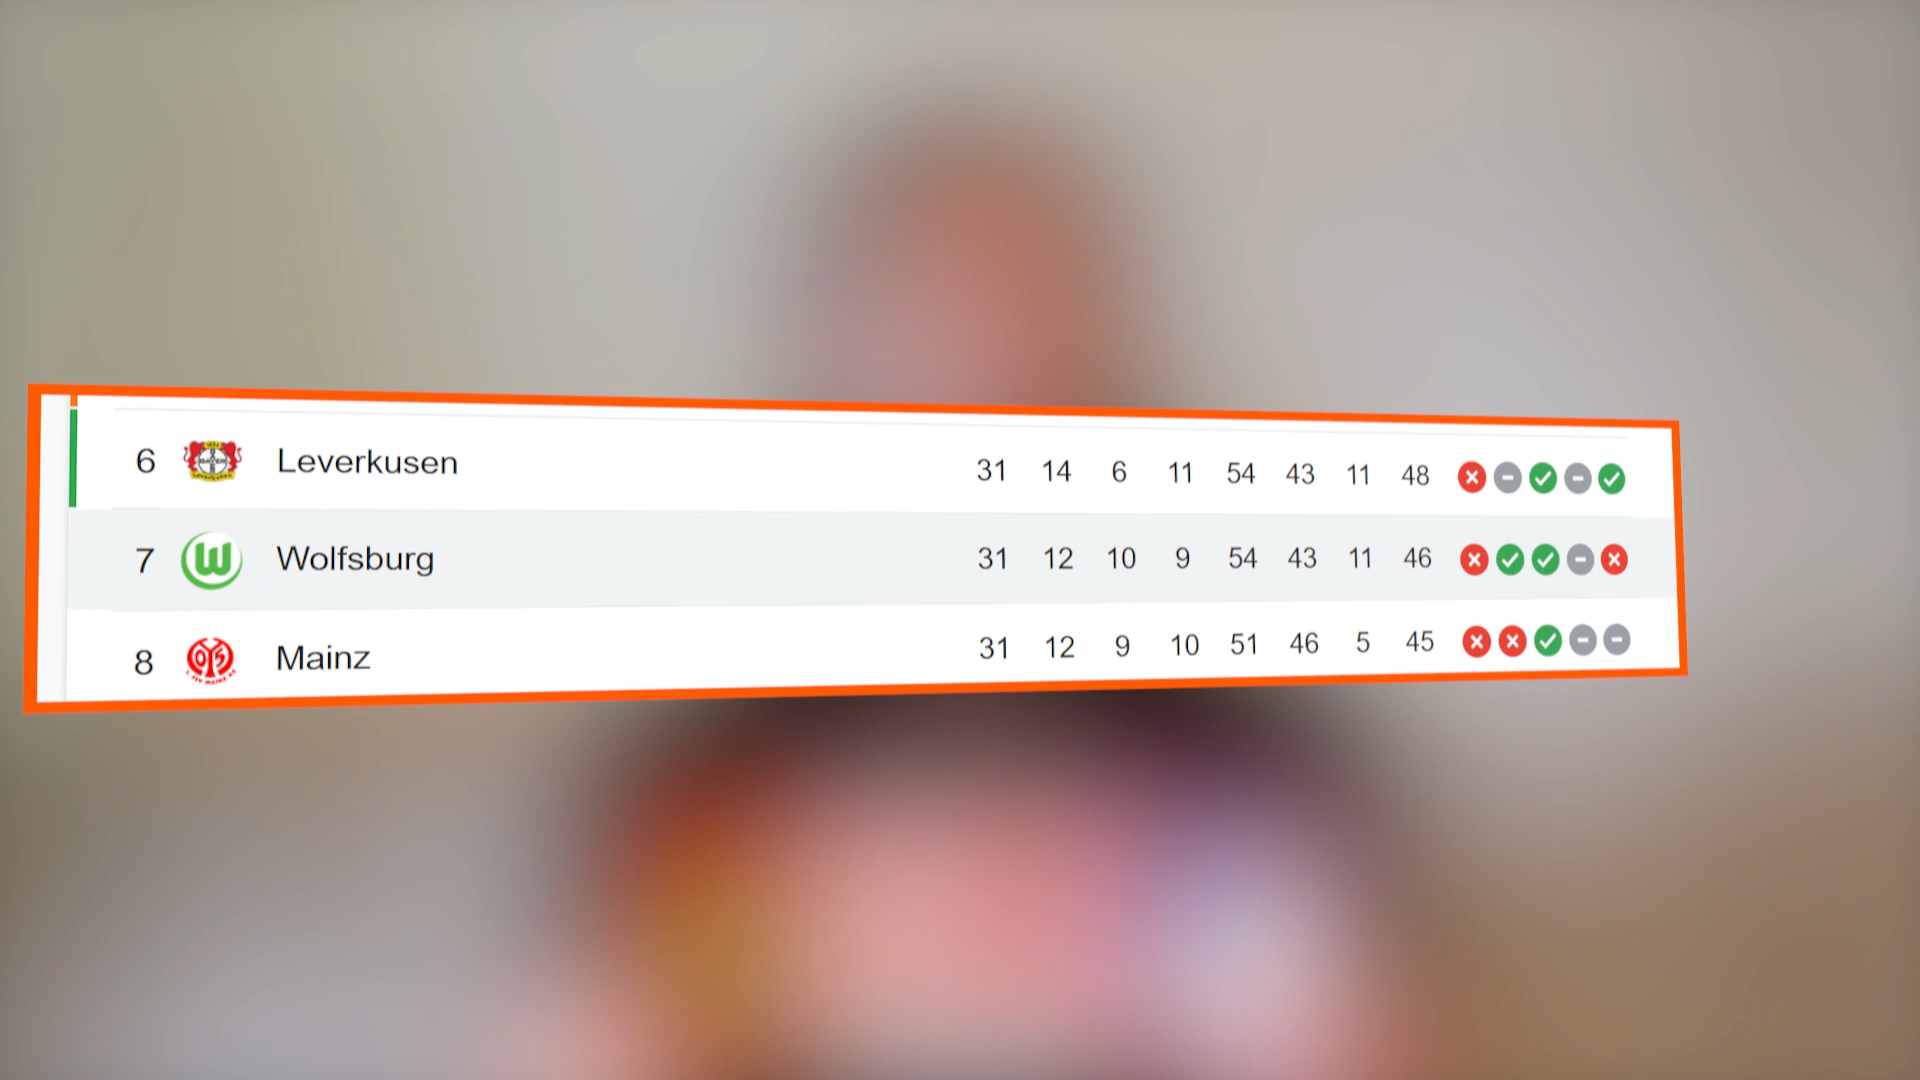 6 Leverkusen 31 14 6 11 54 43 11 48
7 Wolfsburg 31 12 10 9 54 43 11 46
8 Mainz 31 12 9 10 51 46 5 45